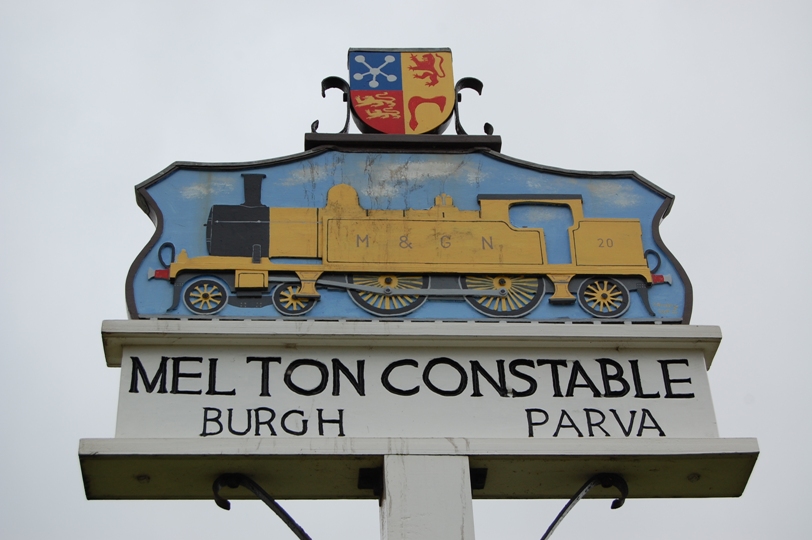 M & G N 20
MELTON CONSTABLE
BURGH PARVA